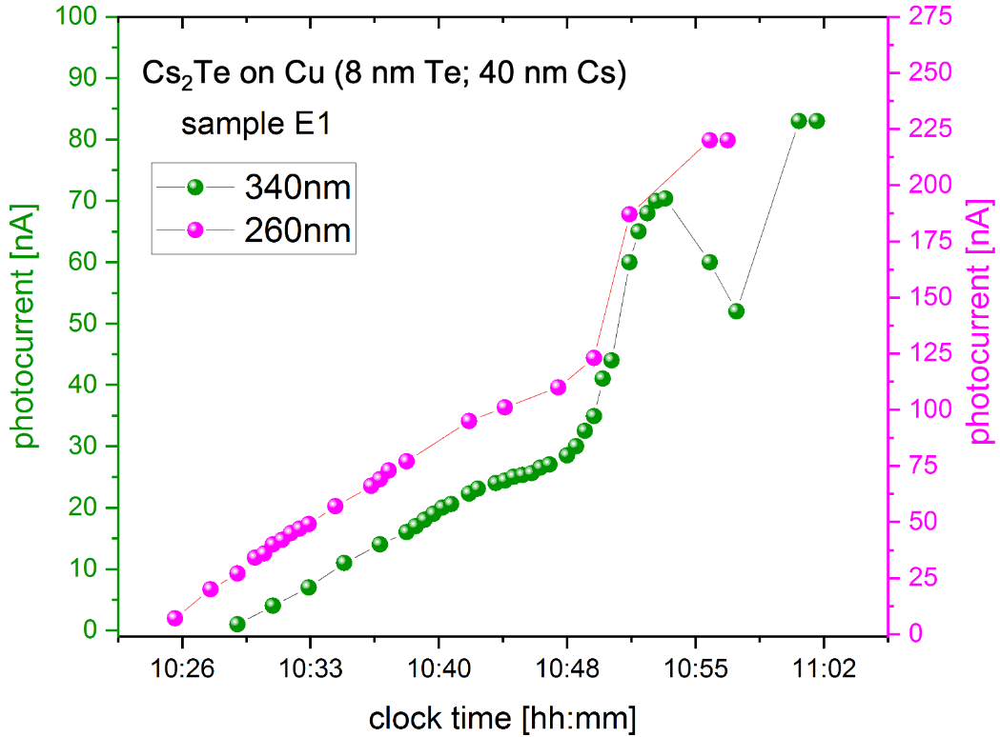 Cs₂Te on Cu (8 nm Te; 40 nm Cs)
sample E1
340nm
260nm
photocurrent [nA]
100
90
80
70
60
50
40
30
20
10
0
275
250
225
200
175
150
125
100
75
50
25
0
photocurrent [nA]
10:26 10:33 10:40 10:48 10:55 11:02
clock time [hh:mm]